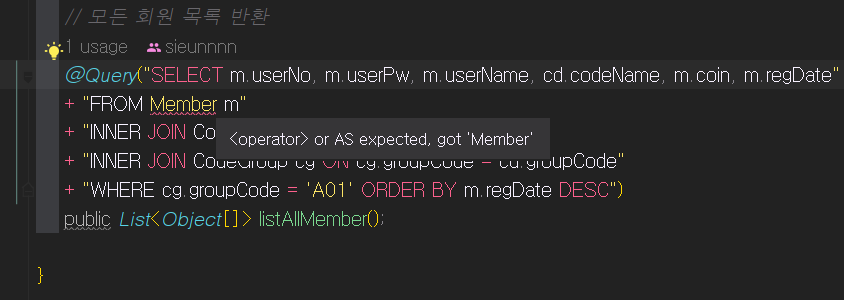 // 모든 회원 목록 반환
1 usage sieunnnn
@Query("SELECT m.userNo, m.userPw, m.userName, cd.codeName, m.coin, m.regDate"
+ "FROM Member m"
+ "INNER JOIN Co
<operator> or AS expected, got 'Member'
+ "INNER JOIN CodeGroup cg ON cg.groupCode = cd.groupCode"
+ "WHERE cg.groupCode = 'A01' ORDER BY m.regDate DESC")
public List<Object[]> listAllMember();
}